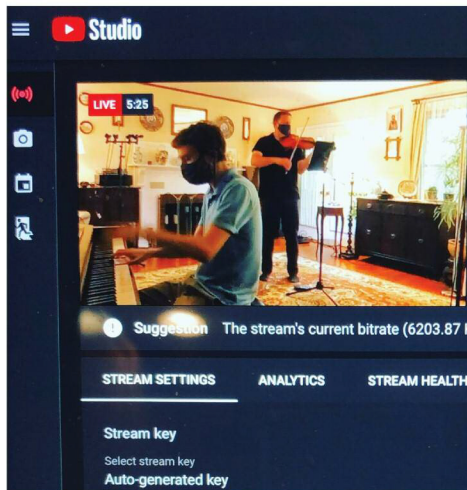 Studio
LIVE 5:25
Suggestion The stream's current bitrate (6203.87
STREAM SETTINGS ANALYTICS STREAM HEALTH
Stream key
Select stream key
Auto-generated key